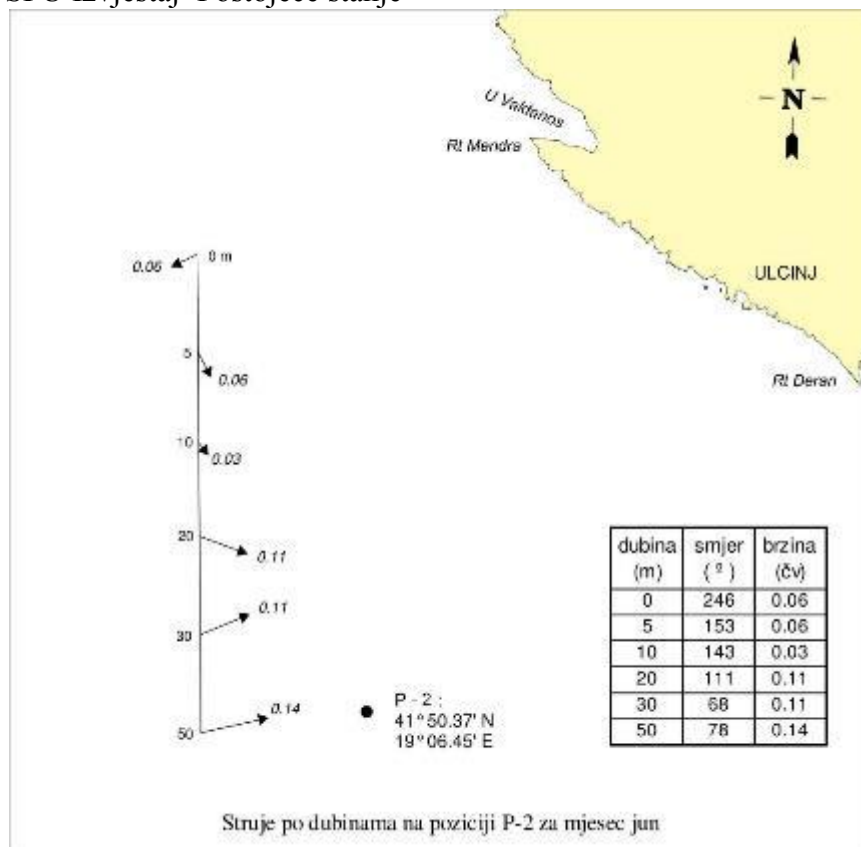 Izvještaj- Postojeće stanje
N
U Valdanos
Rt Mendra
ULCINJ
Rt Deran
0 m
0.06
5
0.06
10
0.03
20
0.11
30
0.11
50
0.14
P - 2 :
41° 50.37' N
19° 06.45' E
dubina smjer brzina
(m) (º) (čv)
0 246 0.06
5 153 0.06
10 143 0.03
20 111 0.11
30 68 0.11
50 78 0.14
Struje po dubinama na poziciji P-2 za mjesec jun